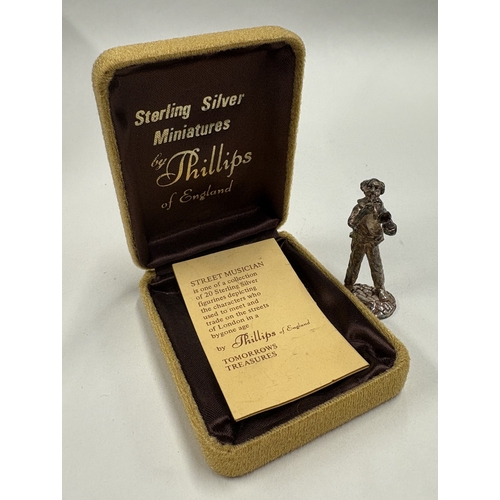 Sterling Silver
Miniatures
by Phillips
of England
STREET MUSICIAN
is one of a collection
of 20 Sterling Silver
figurines depicting
the characters who
used to meet and
trade on the streets
of London in a
bygone age
by Phillips of England
TOMORROWS
TREASURES